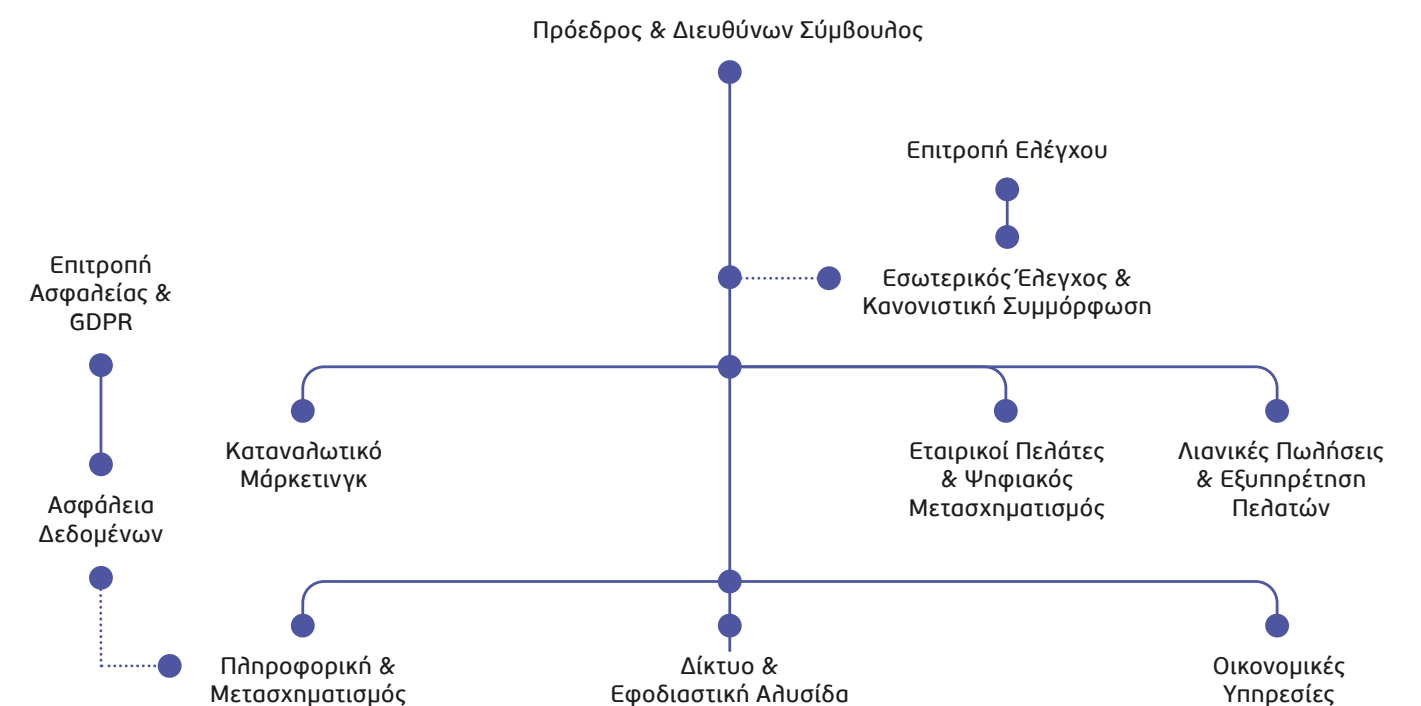 Πρόεδρος & Διευθύνων Σύμβουλος
Επιτροπή Ελέγχου
Εσωτερικός Έλεγχος &
Κανονιστική Συμμόρφωση
Επιτροπή
Ασφαλείας &
GDPR
Καταναλωτικό
Μάρκετινγκ
Εταιρικοί Πελάτες
& Ψηφιακός
Μετασχηματισμός
Λιανικές Πωλήσεις
& Εξυπηρέτηση
Πελατών
Ασφάλεια
Δεδομένων
Πληροφορική &
Μετασχηματισμός
Δίκτυο &
Εφοδιαστική Αλυσίδα
Οικονομικές
Υπηρεσίες